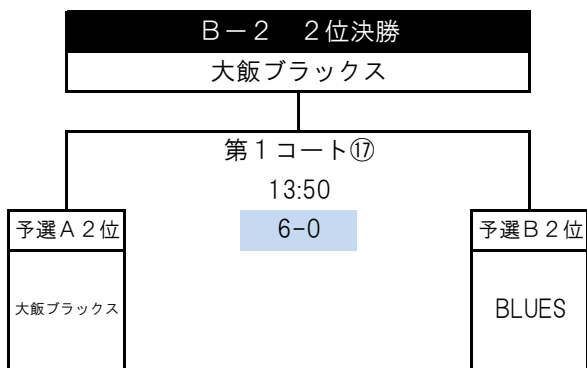 Ｂ－２　２位決勝
大飯ブラックス
第１コート⑰
13:50
6-0
予選Ａ２位
予選Ｂ２位
大飯ブラックス
BLUES